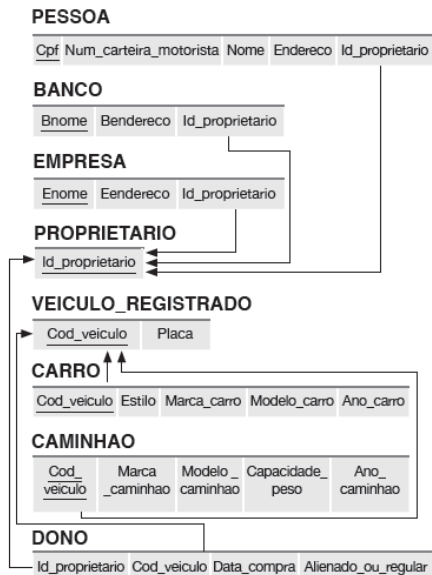 PESSOA
Cpf Num_carteira_motorista Nome Endereco Id_proprietario
BANCO
Bnome Bendereco Id_proprietario
EMPRESA
Enome Eendereco Id_proprietario
PROPRIETARIO
Id_proprietario
VEICULO_REGISTRADO
Cod_veiculo Placa
CARRO
Cod_veiculo Estilo Marca_carro Modelo_carro Ano_carro
CAMINHAO
Cod_ Marca Modelo_ Capacidade_ Ano_
veiculo _caminhao caminhao peso caminhao
DONO
Id_proprietario Cod_veiculo Data_compra Alienado_ou_regular